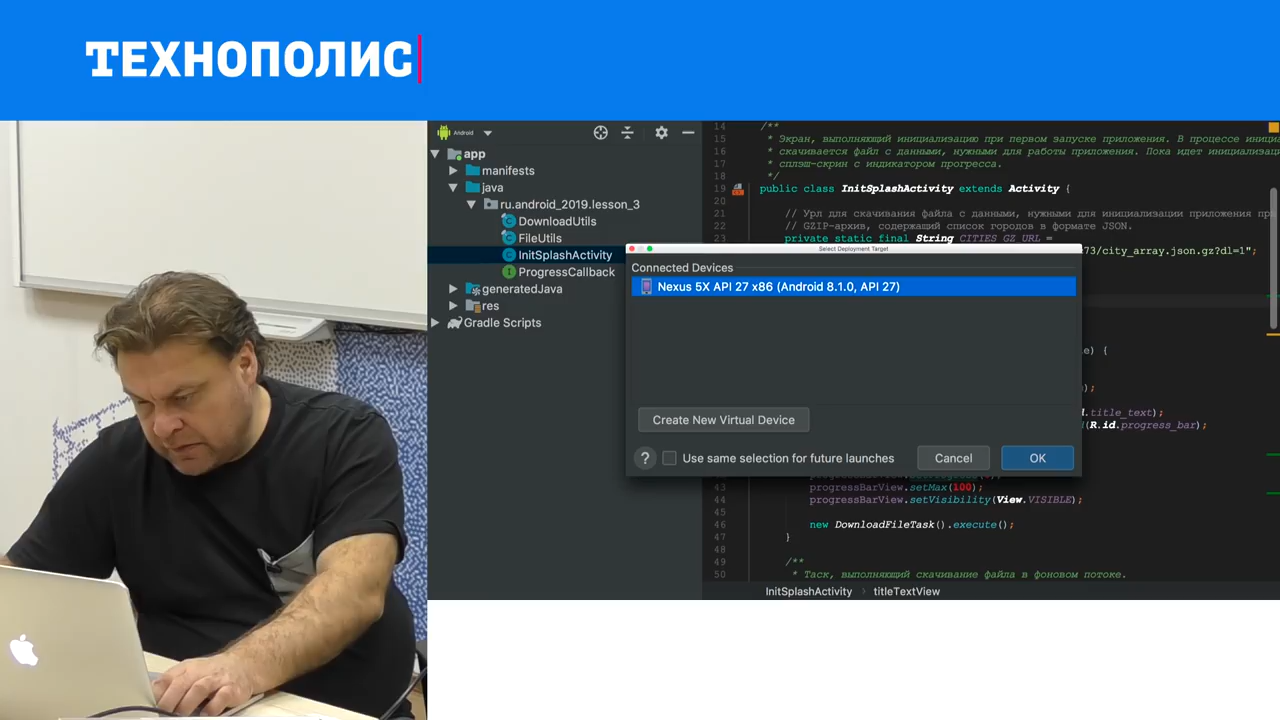 ТЕХНОПОЛИС
Android
app
manifests
java
ru.android_2019.lesson_3
DownloadUtils
FileUtils
InitSplashActivity
ProgressCallback
generatedJava
res
Gradle Scripts
14 /**
15 * Экран, выполняющий инициализацию при первом запуске приложения. В процессе
16 * скачивается файл с данными, нужными для работы приложения. Пока идет
17 * сплэш-скрин с индикатором прогресса.
18 */
19 public class InitSplashActivity extends Activity {
20
21 // Урл для скачивания файла с данными, нужными для инициализации приложения
22 // GZIP-архив, содержащий список городов в формате JSON.
23 private static final String CITIES_GZ_URL =
73/city_array.json.gz?dl=1";
Select Deployment Target
Connected Devices
Nexus 5X API 27 x86 (Android 8.1.0, API 27)
Create New Virtual Device
? Use same selection for future launches
Cancel
OK
e) {
);
d.title_text);
(R.id.progress_bar);
43 progressBarView.setMax(100);
44 progressBarView.setVisibility(View.VISIBLE);
45
46 new DownloadFileTask().execute();
47 }
48
49 /**
50 * Таск, выполняющий скачивание файла в фоновом потоке.
InitSplashActivity › titleTextView